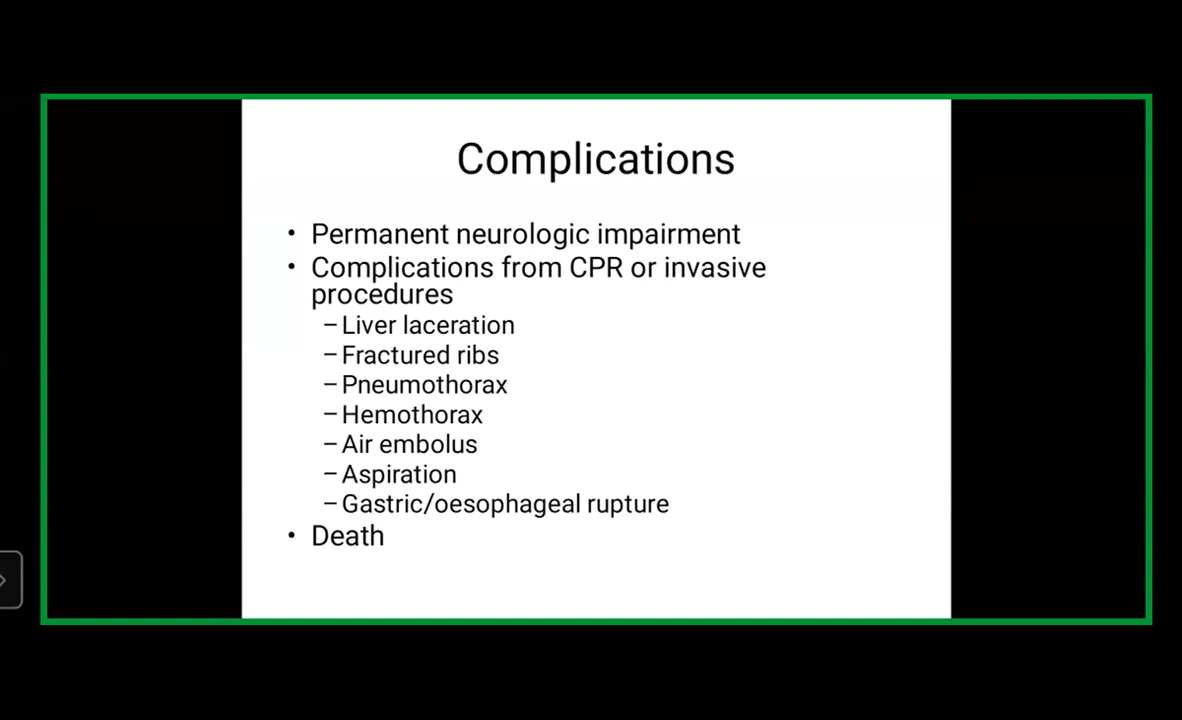 Complications
• Permanent neurologic impairment
• Complications from CPR or invasive
procedures
– Liver laceration
– Fractured ribs
– Pneumothorax
– Hemothorax
– Air embolus
– Aspiration
– Gastric/oesophageal rupture
• Death